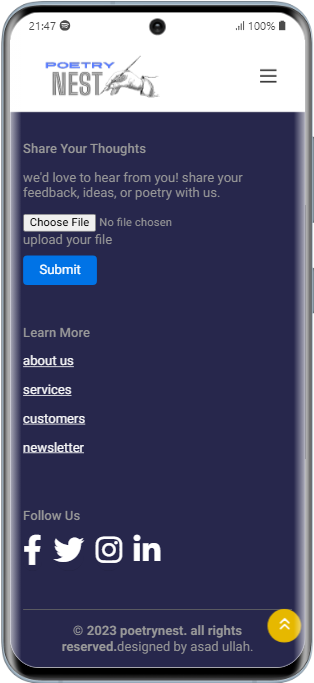 21:47
100%
POETRY
NEST
Share Your Thoughts
we'd love to hear from you! share your
feedback, ideas, or poetry with us.
Choose File No file chosen
upload your file
Submit
Learn More
about us
services
customers
newsletter
Follow Us
© 2023 poetrynest. all rights
reserved.designed by asad ullah.